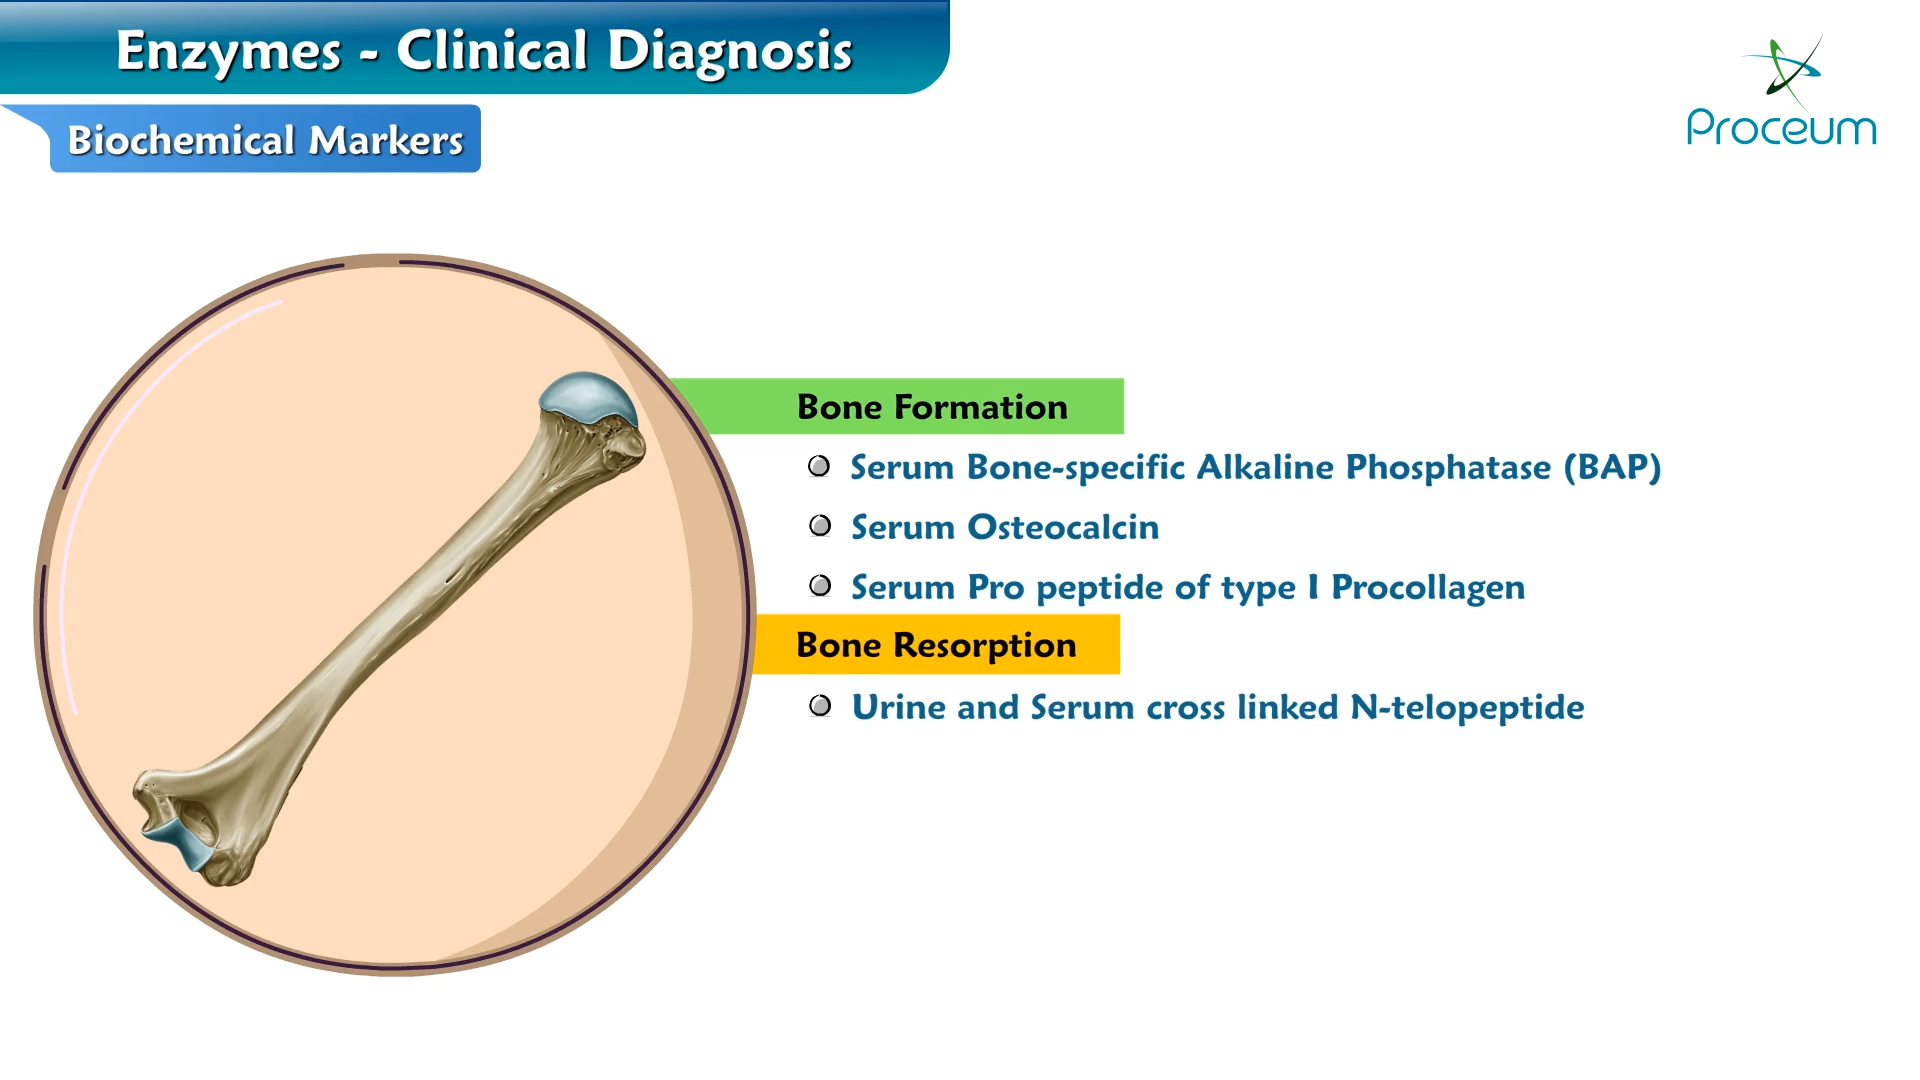 Enzymes - Clinical Diagnosis
Biochemical Markers
Proceum
Bone Formation
Serum Bone-specific Alkaline Phosphatase (BAP)
Serum Osteocalcin
Serum Pro peptide of type I Procollagen
Bone Resorption
Urine and Serum cross linked N-telopeptide